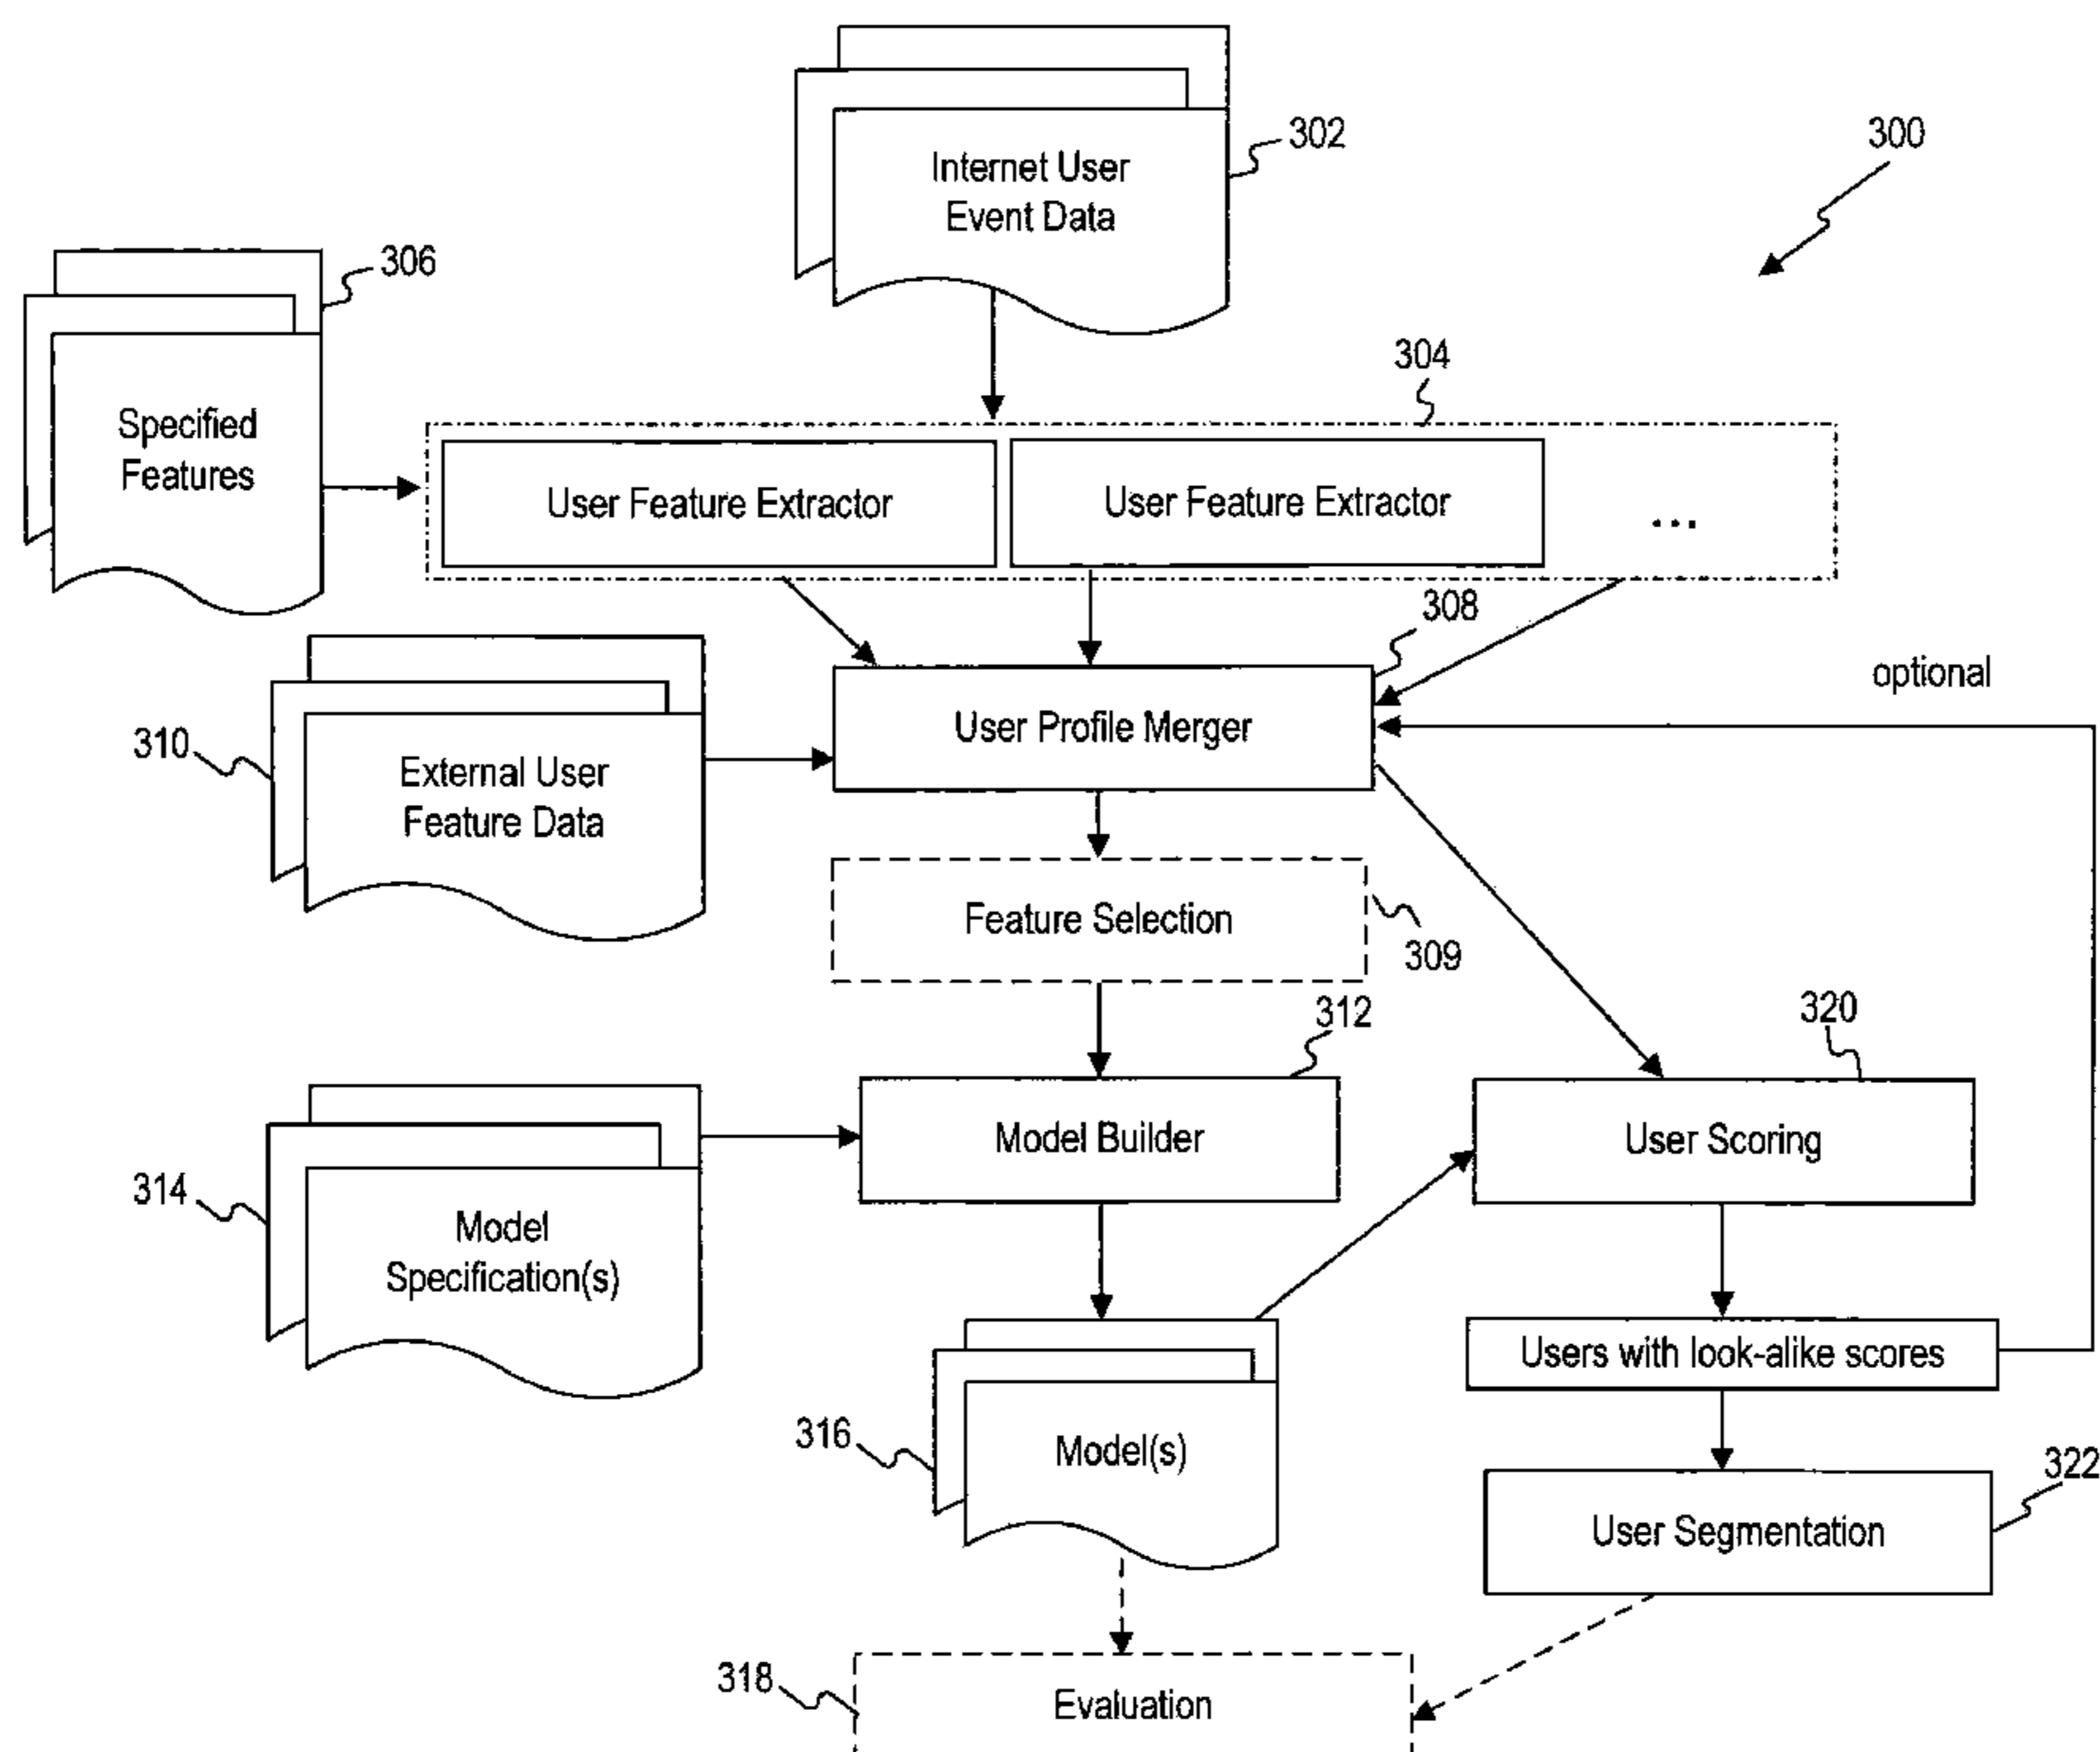 302
Internet User
Event Data
300
306
Specified
Features
304
User Feature Extractor
User Feature Extractor
...
308
optional
User Profile Merger
310
External User
Feature Data
Feature Selection
309
312
320
Model Builder
User Scoring
314
Model
Specification(s)
Users with look-alike scores
316
Model(s)
322
User Segmentation
318
Evaluation